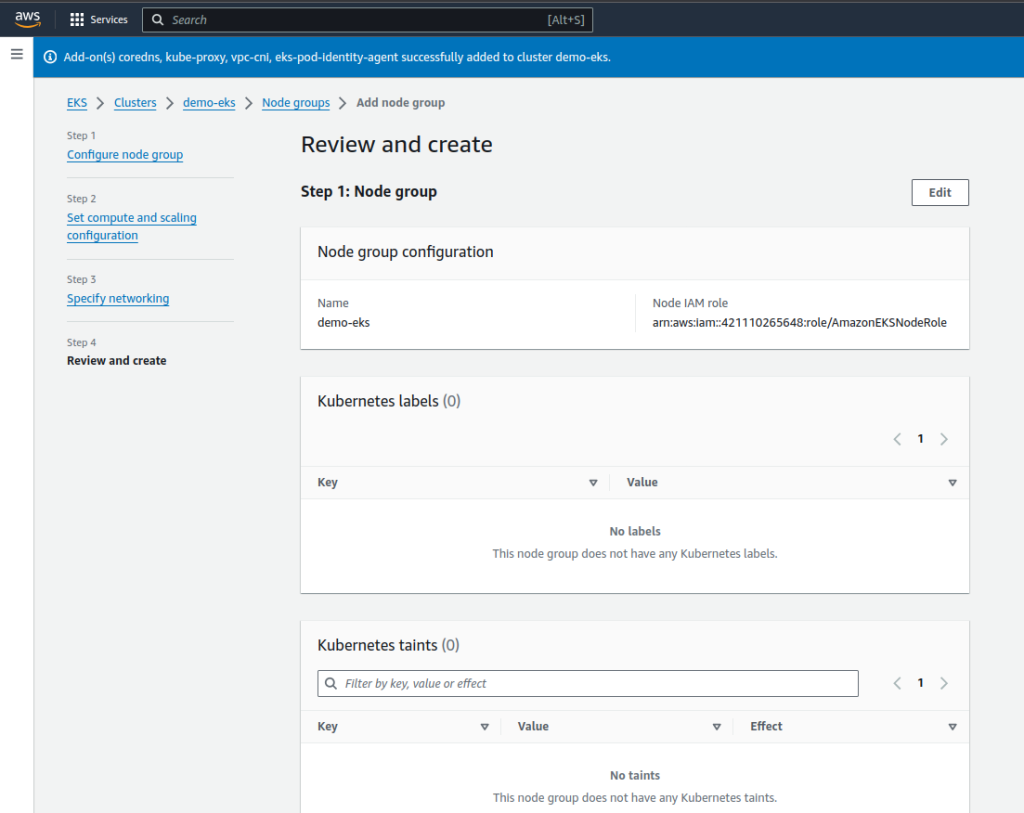 aws
Services
Search
[Alt+S]
Add-on(s) coredns, kube-proxy, vpc-cni, eks-pod-identity-agent successfully added to cluster demo-eks.
EKS > Clusters > demo-eks > Node groups > Add node group
Step 1
Configure node group
Step 2
Set compute and scaling
configuration
Step 3
Specify networking
Step 4
Review and create
Review and create
Step 1: Node group
Edit
Node group configuration
Name
demo-eks
Node IAM role
arn:aws:iam::421110265648:role/AmazonEKSNodeRole
Kubernetes labels (0)
1
Key
Value
No labels
This node group does not have any Kubernetes labels.
Kubernetes taints (0)
Filter by key, value or effect
1
Key
Value
Effect
No taints
This node group does not have any Kubernetes taints.